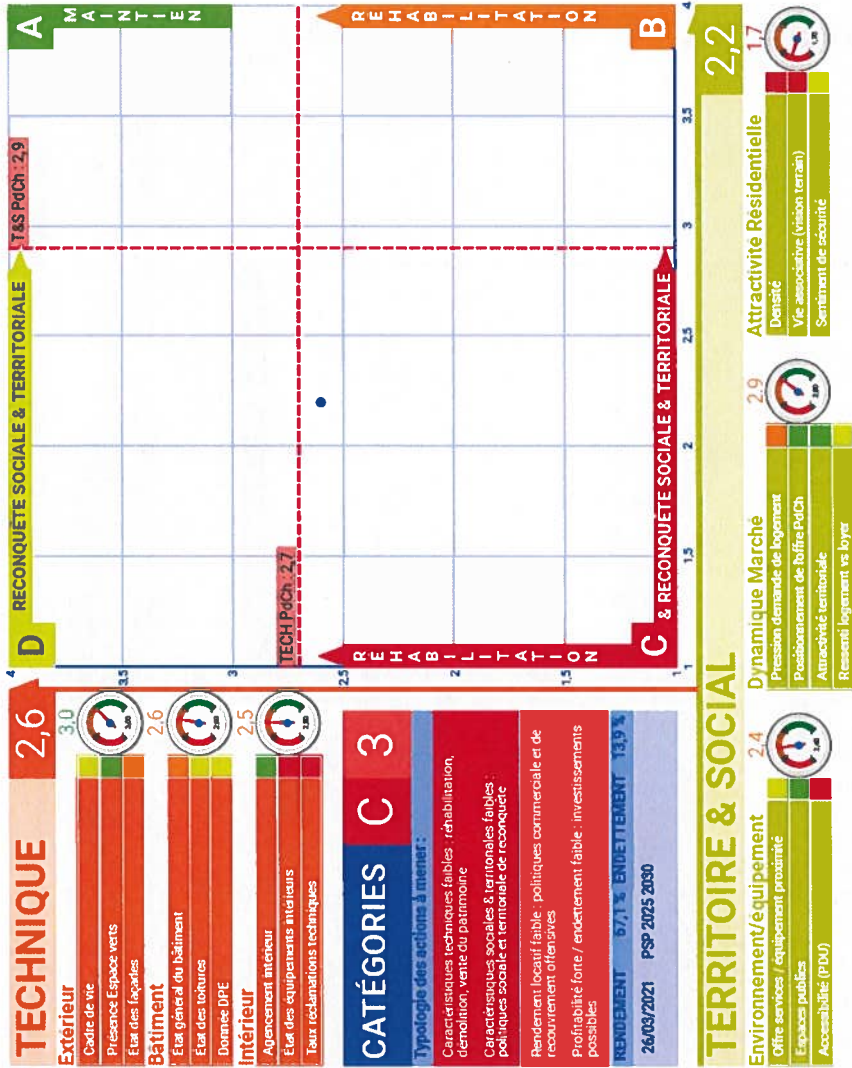 TECHNIQUE 2,6
Extérieur 3,0
Cadre de vie
Présence Espace verts
État des façades
3,00
Bâtiment 2,6
Etat général du bâtiment
Etat des toitures
Donnée DPE
Intérieur 2,5
Agencement intérieur
État des équipements intérieurs
Taux réclamations techniques
CATÉGORIES C 3
Typologie des actions à mener :
Caractéristiques techniques faibles : réhabilitation,
démolition, vente du patrimoine
Caractéristiques sociales & territoriales faibles :
politiques sociale et territoriale de reconquête
Rendement locatif faible : politiques commerciale et de
recouvrement offensives
Profitabilité forte / endettement faible : investissements
possibles
RENDEMENT 67,1 % ENDETTEMENT 13,9 %
26/03/2021 PSP 2025 2030
D RECONQUÊTE SOCIALE & TERRITORIALE
T&S PdCh : 2,9
A MAINTIEN
TECH PdCh : 2,7
RÉHABILITATION
C & RECONQUÊTE SOCIALE & TERRITORIALE
RÉHABILITATION
B
4
3,5
3
2,5
2
1,5
1
1,5
2
2,5
3
3,5
4
TERRITOIRE & SOCIAL 2,2
Environnement/équipement 2,4
Offre services / équipement proximité
Espaces publics
Accessibilité (PDU)
2,40
Dynamique Marché 2,9
Pression demande de logement
Positionnement de l'offre PdCh
Attractivité territoriale
Ressenti logement vs loyer
Attractivité Résidentielle 1,7
Densité
Vie associative (vision terrain)
Sentiment de sécurité
1,70